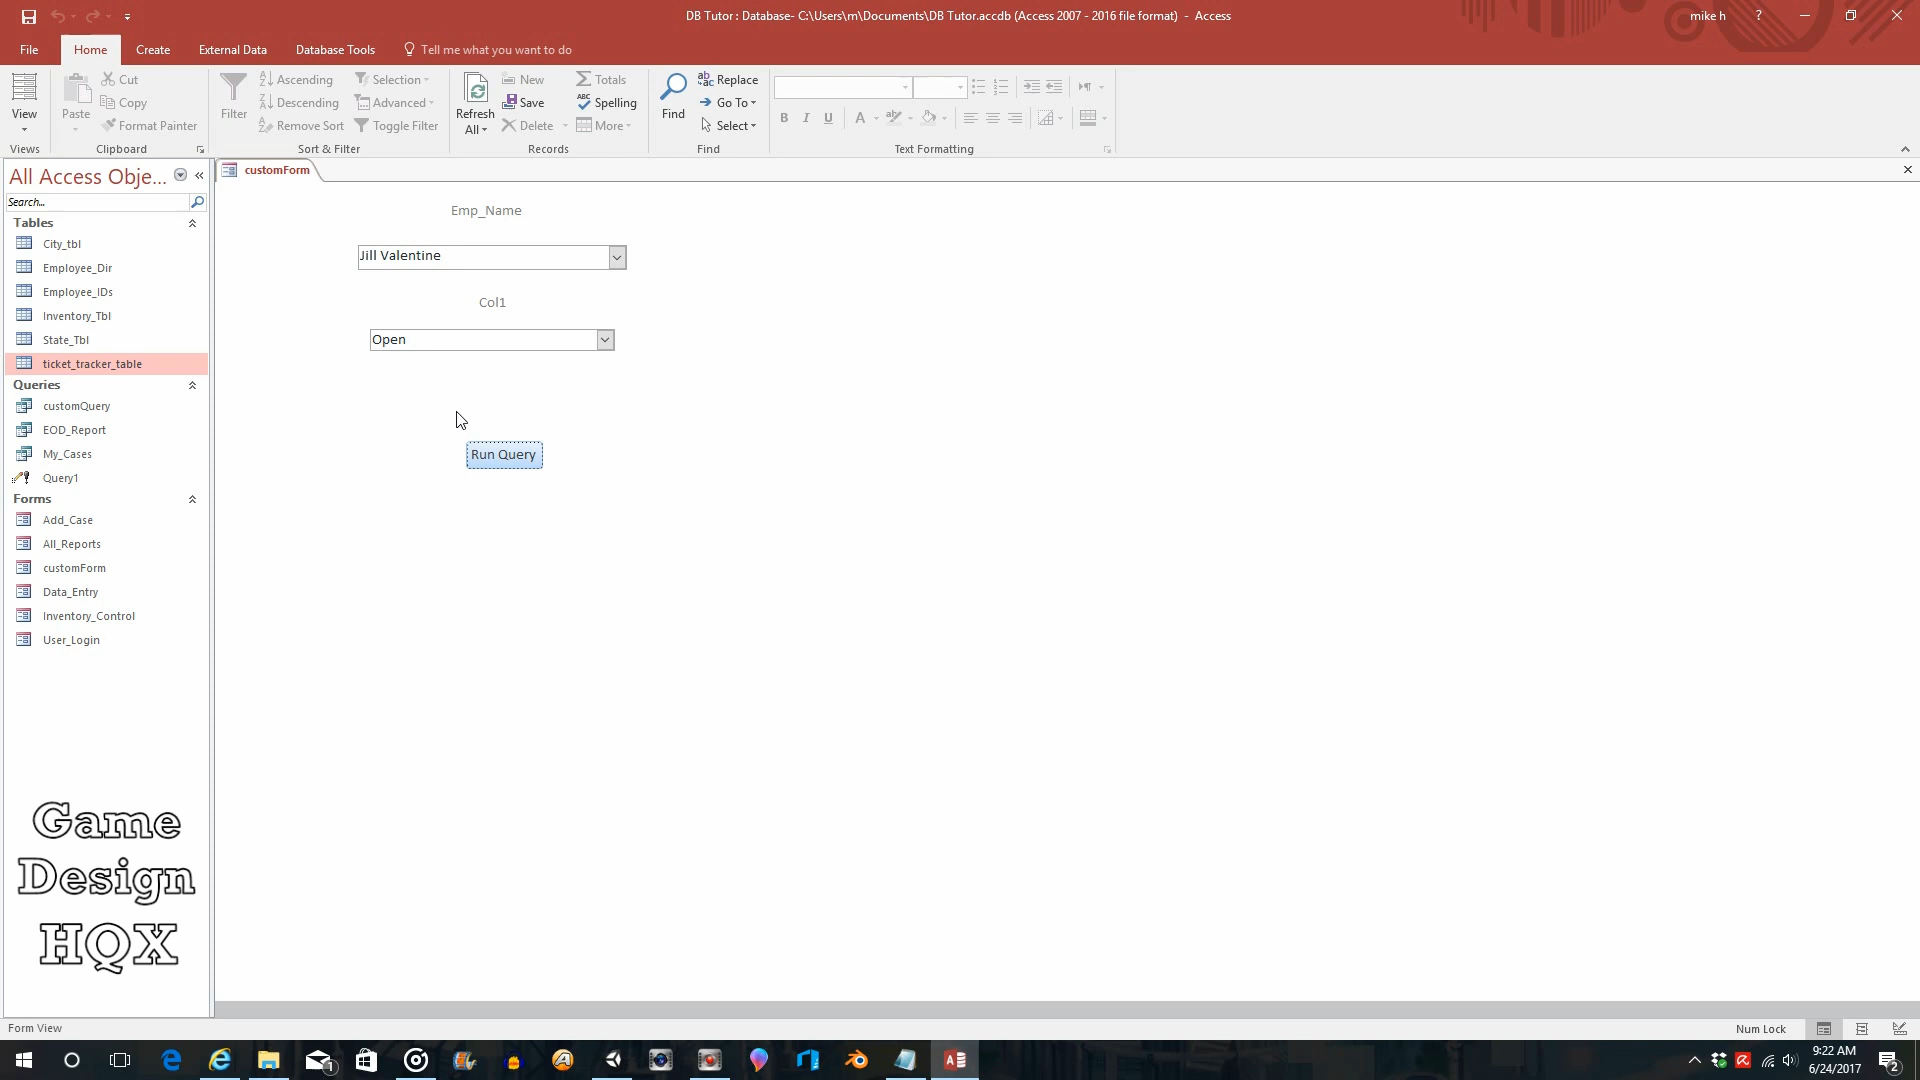 DB Tutor : Database- C:\Users\m\Documents\DB Tutor.accdb (Access 2007 - 2016 file format) - Access
mike h
?
File
Home
Create
External Data
Database Tools
Tell me what you want to do
View
Views
Paste
Cut
Copy
Format Painter
Clipboard
Filter
Ascending
Descending
Remove Sort
Selection
Advanced
Toggle Filter
Sort & Filter
Refresh
All
New
Save
Delete
Totals
Spelling
More
Records
Find
Replace
Go To
Select
Find
B I U A
Text Formatting
All Access Obje...
Search...
Tables
City_tbl
Employee_Dir
Employee_IDs
Inventory_Tbl
State_Tbl
ticket_tracker_table
Queries
customQuery
EOD_Report
My_Cases
Query1
Forms
Add_Case
All_Reports
customForm
Data_Entry
Inventory_Control
User_Login
Game
Design
HQX
customForm
Emp_Name
Jill Valentine
Col1
Open
Run Query
Form View
Num Lock
9:22 AM
6/24/2017